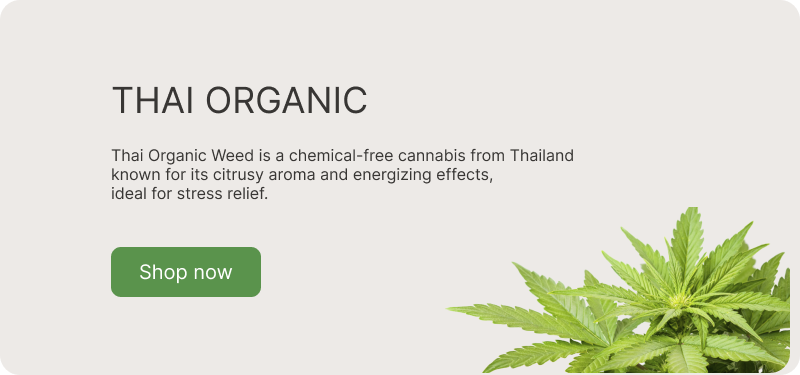 THAI ORGANIC
Thai Organic Weed is a chemical-free cannabis from Thailand
known for its citrusy aroma and energizing effects,
ideal for stress relief.
Shop now